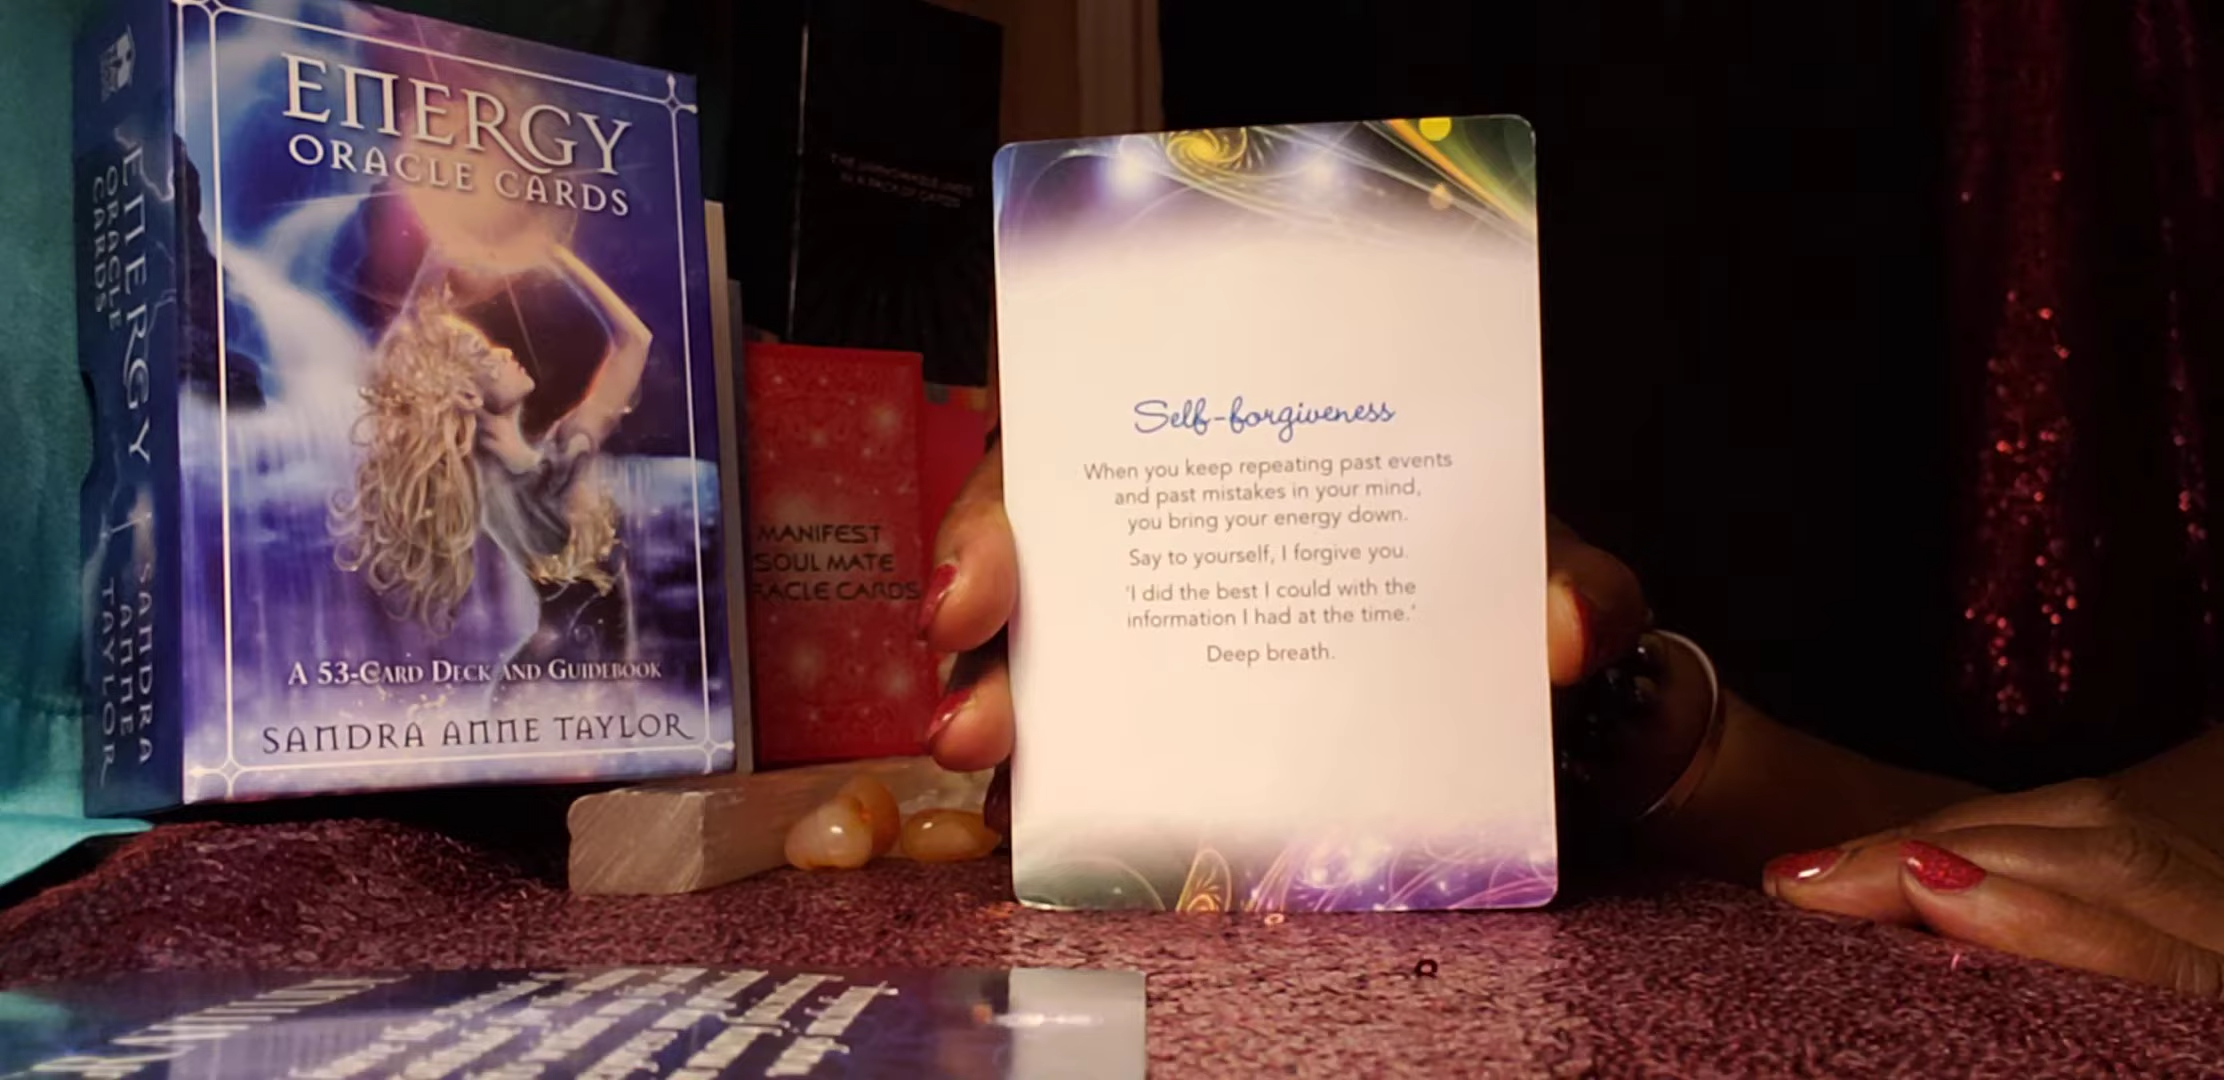 ENERGY
ORACLE CARDS
A 53-CARD DECK AND GUIDEBOOK
SANDRA ANNE TAYLOR
ENERGY
ORACLE
CARDS
SANDRA
ANNE
TAYLOR
MANIFEST
SOUL MATE
RACLE CARDS
Self-forgiveness
When you keep repeating past events
and past mistakes in your mind,
you bring your energy down.
Say to yourself, I forgive you.
'I did the best I could with the
information I had at the time.'
Deep breath.